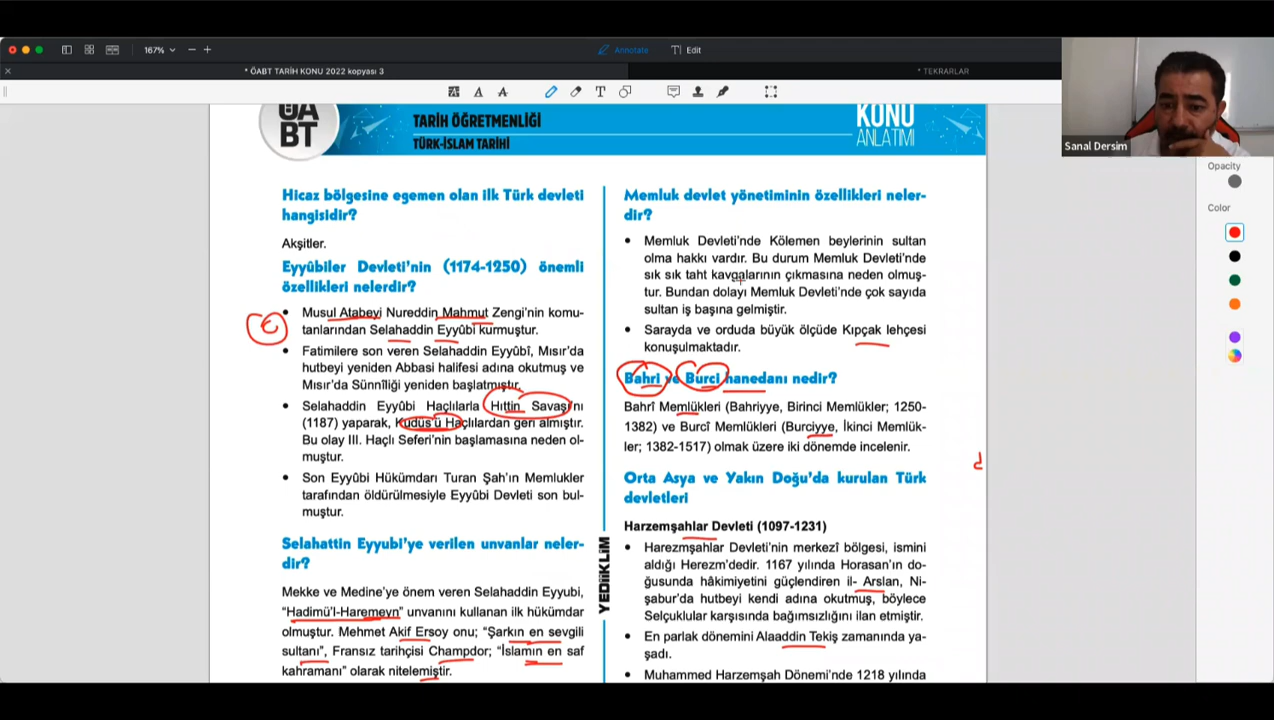 167%
Annotate
Edit
* ÖABT TARİH KONU 2022 kopyası 3
* TEKRARLAR
Sanal Dersim
Opacity
Color
ÖA
BT
TARİH ÖĞRETMENLİĞİ
TÜRK-İSLAM TARİHİ
KONU
ANLATIMI
Hicaz bölgesine egemen olan ilk Türk devleti
hangisidir?
Akşitler.
Eyyûbiler Devleti'nin (1174-1250) önemli
özellikleri nelerdir?
• Musul Atabeyi Nureddin Mahmut Zengi'nin komu-
tanlarından Selahaddin Eyyûbi kurmuştur.
• Fatimilere son veren Selahaddin Eyyûbî, Mısır'da
hutbeyi yeniden Abbasi halifesi adına okutmuş ve
Mısır'da Sünnîliği yeniden başlatmıştır.
• Selahaddin Eyyûbi Haçlılarla Hıttin Savaşı'nı
(1187) yaparak, Kudüs'ü Haçlılardan geri almıştır.
Bu olay III. Haçlı Seferi'nin başlamasına neden ol-
muştur.
• Son Eyyûbi Hükümdarı Turan Şah'ın Memlukler
tarafından öldürülmesiyle Eyyûbi Devleti son bul-
muştur.
Selahattin Eyyubi'ye verilen unvanlar neler-
dir?
Mekke ve Medine'ye önem veren Selahaddin Eyyubi,
“Hadimü'l-Haremeyn” unvanını kullanan ilk hükümdar
olmuştur. Mehmet Akif Ersoy onu; “Şarkın en sevgili
sultanı”, Fransız tarihçisi Champdor; “İslamın en saf
kahramanı” olarak nitelemiştir.
YEDİİKLİM
Memluk devlet yönetiminin özellikleri neler-
dir?
• Memluk Devleti'nde Kölemen beylerinin sultan
olma hakkı vardır. Bu durum Memluk Devleti'nde
sık sık taht kavgalarının çıkmasına neden olmuş-
tur. Bundan dolayı Memluk Devleti'nde çok sayıda
sultan iş başına gelmiştir.
• Sarayda ve orduda büyük ölçüde Kıpçak lehçesi
konuşulmaktadır.
Bahri ve Burci hanedanı nedir?
Bahrî Memlükleri (Bahriyye, Birinci Memlükler; 1250-
1382) ve Burcî Memlükleri (Burciyye, İkinci Memlük-
ler; 1382-1517) olmak üzere iki dönemde incelenir.
Orta Asya ve Yakın Doğu'da kurulan Türk
devletleri
Harzemşahlar Devleti (1097-1231)
• Harezmşahlar Devleti'nin merkezî bölgesi, ismini
aldığı Herezm'dedir. 1167 yılında Horasan'ın do-
ğusunda hâkimiyetini güçlendiren il- Arslan, Ni-
şabur'da hutbeyi kendi adına okutmuş, böylece
Selçuklular karşısında bağımsızlığını ilan etmiştir.
• En parlak dönemini Alaaddin Tekiş zamanında ya-
şadı.
• Muhammed Harzemşah Dönemi'nde 1218 yılında